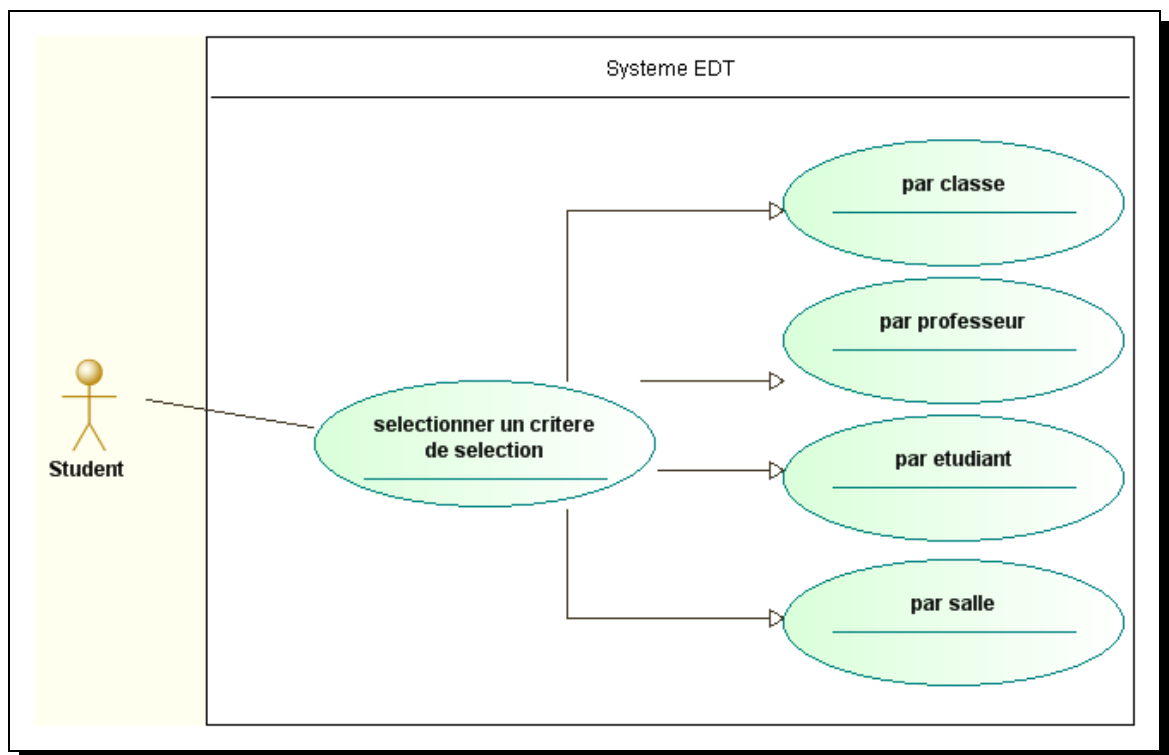 Systeme EDT
par classe
par professeur
selectionner un critere
de selection
par etudiant
Student
par salle